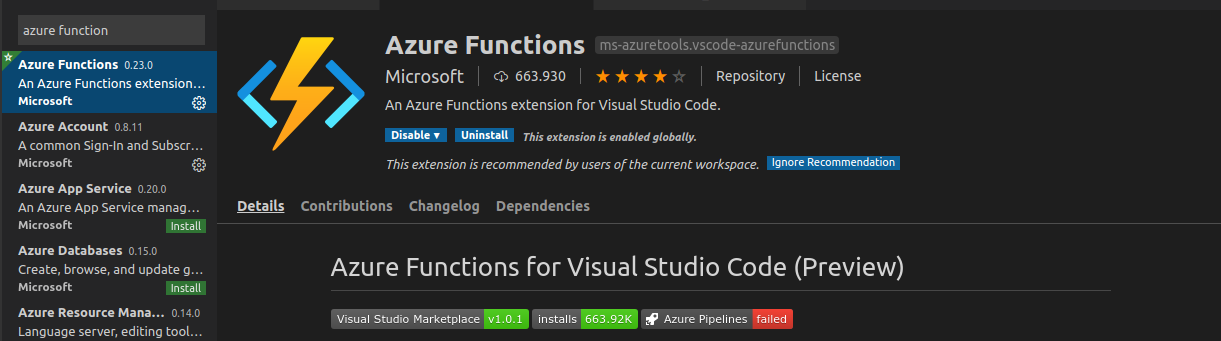 azure function
Azure Functions 0.23.0
An Azure Functions extension...
Microsoft
Azure Account 0.8.11
A common Sign-In and Subscr...
Microsoft
Azure App Service 0.20.0
An Azure App Service manag...
Microsoft Install
Azure Databases 0.15.0
Create, browse, and update g...
Microsoft Install
Azure Resource Mana... 0.14.0
Language server, editing tool...
Azure Functions ms-azuretools.vscode-azurefunctions
Microsoft 663.930 Repository License
An Azure Functions extension for Visual Studio Code.
Disable ▾ Uninstall This extension is enabled globally.
This extension is recommended by users of the current workspace. Ignore Recommendation
Details Contributions Changelog Dependencies
Azure Functions for Visual Studio Code (Preview)
Visual Studio Marketplace v1.0.1 installs 663.92K Azure Pipelines failed